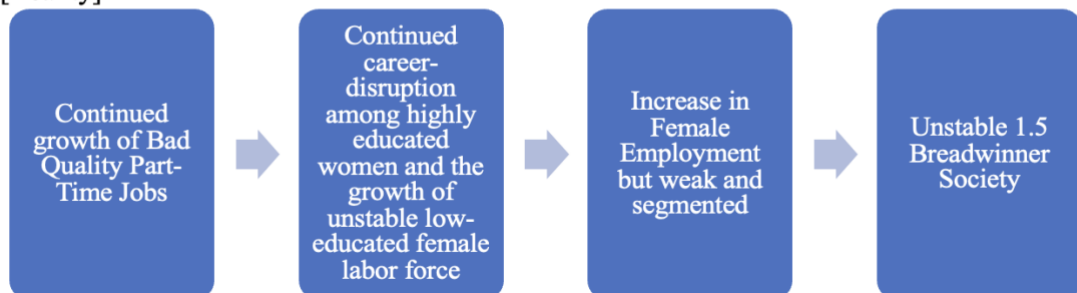 Continued
growth of Bad
Quality Part-
Time Jobs
Continued
career-
disruption
among highly
educated
women and the
growth of
unstable low-
educated female
labor force
Increase in
Female
Employment
but weak and
segmented
Unstable 1.5
Breadwinner
Society